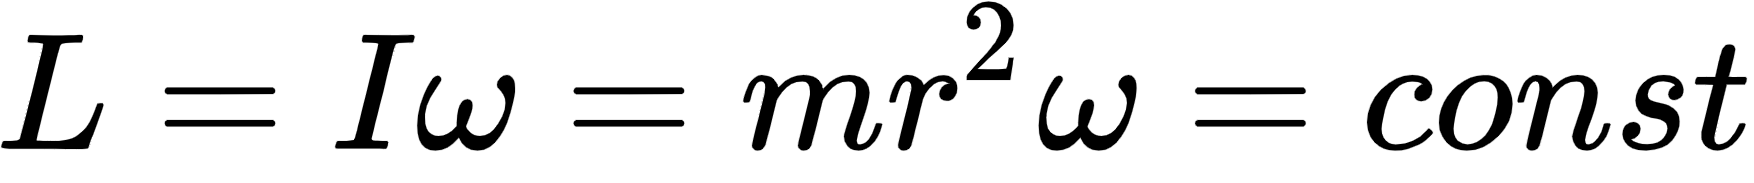 L = Iω = mr²ω = const